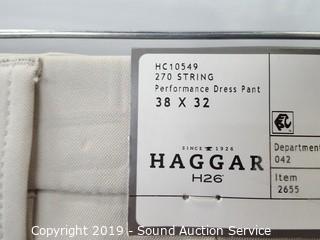 HC10549
270 STRING
Performance Dress Pant
38 X 32
SINCE 1926
HAGGAR
H26
Department
042
Item
2655
Copyright 2019 - Sound Auction Service